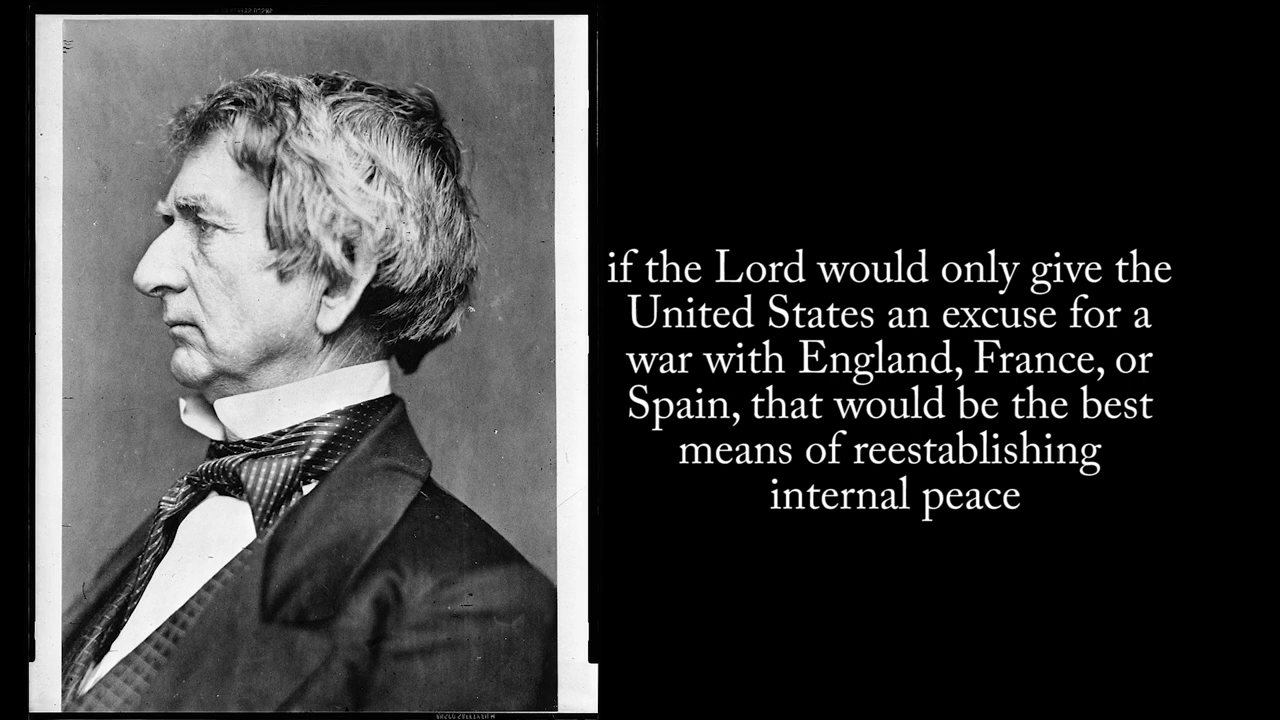 if the Lord would only give the
United States an excuse for a
war with England, France, or
Spain, that would be the best
means of reestablishing
internal peace